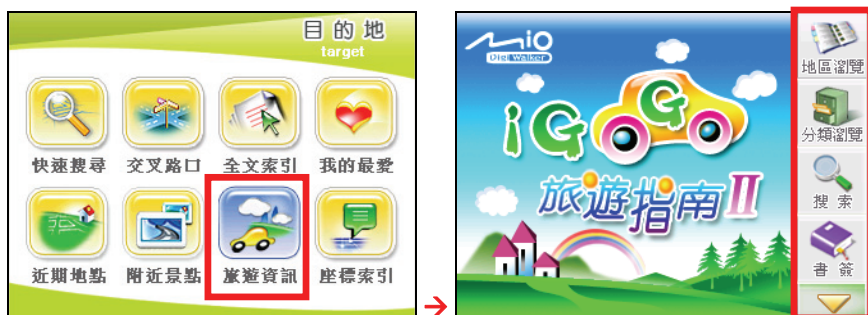 目的地
target
快速搜尋 交叉路口 全文索引 我的最愛
近期地點 附近景點 旅遊資訊 座標索引
→
Mio
DigiWalker
iGoGo
旅遊指南II
地區瀏覽
分類瀏覽
搜索
書簽